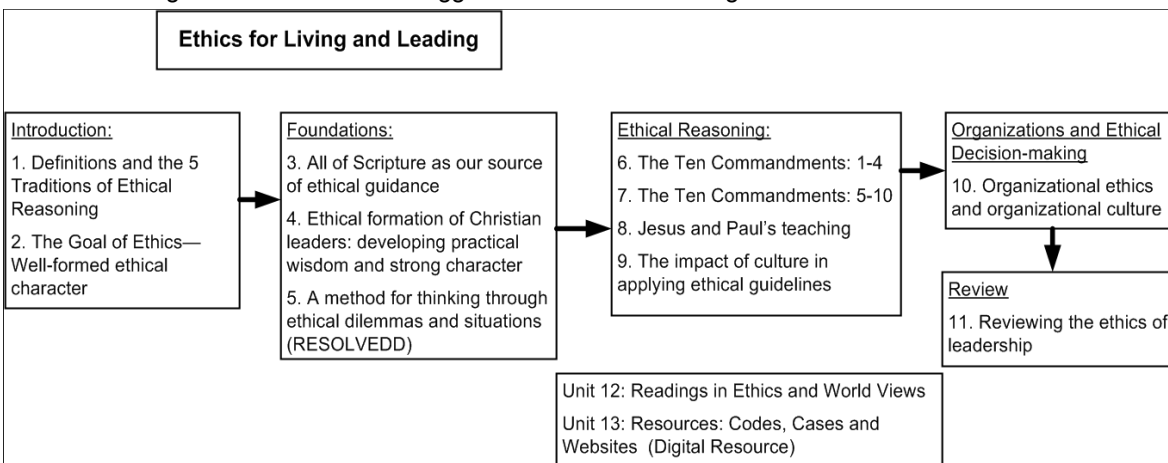 Ethics for Living and Leading
Introduction:
1. Definitions and the 5
Traditions of Ethical
Reasoning
2. The Goal of Ethics—
Well-formed ethical
character
Foundations:
3. All of Scripture as our source
of ethical guidance
4. Ethical formation of Christian
leaders: developing practical
wisdom and strong character
5. A method for thinking through
ethical dilemmas and situations
(RESOLVEDD)
Ethical Reasoning:
6. The Ten Commandments: 1-4
7. The Ten Commandments: 5-10
8. Jesus and Paul’s teaching
9. The impact of culture in
applying ethical guidelines
Organizations and Ethical
Decision-making
10. Organizational ethics
and organizational culture
Review
11. Reviewing the ethics of
leadership
Unit 12: Readings in Ethics and World Views
Unit 13: Resources: Codes, Cases and
Websites (Digital Resource)